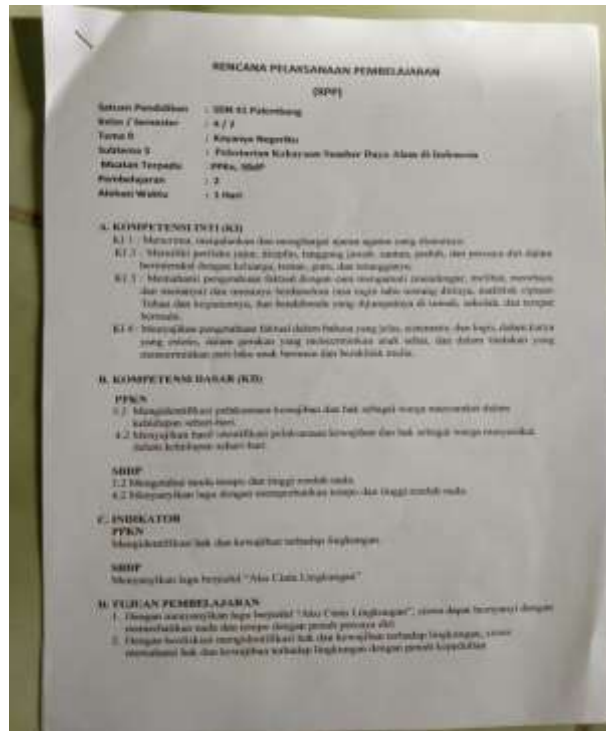 RENCANA PELAKSANAAN PEMBELAJARAN
(RPP)
Satuan Pendidikan : SDN 41 Palembang
Kelas / Semester : 4 / 2
Tema 9 : Kayanya Negeriku
Subtema 3 : Pelestarian Kekayaan Sumber Daya Alam di Indonesia
Muatan Terpadu : PPKn, SBdP
Pembelajaran : 2
Alokasi Waktu : 1 Hari
A. KOMPETENSI INTI (KI)
KI 1 : Menerima, menjalankan dan menghargai ajaran agama yang dianutnya.
KI 2 : Memiliki perilaku jujur, disiplin, tanggung jawab, santun, peduli, dan percaya diri dalam
berinteraksi dengan keluarga, teman, guru, dan tetangganya.
KI 3 : Memahami pengetahuan faktual dengan cara mengamati (mendengar, melihat, membaca
dan menanya) dan menanya berdasarkan rasa ingin tahu tentang dirinya, makhluk ciptaan
Tuhan dan kegiatannya, dan benda-benda yang dijumpainya di rumah, sekolah, dan tempat
bermain.
KI 4 : Menyajikan pengetahuan faktual dalam bahasa yang jelas, sistematis, dan logis, dalam karya
yang estetis, dalam gerakan yang mencerminkan anak sehat, dan dalam tindakan yang
mencerminkan perilaku anak beriman dan berakhlak mulia.
B. KOMPETENSI DASAR (KD)
PPKN
Mengidentifikasi pelaksanaan kewajiban dan hak sebagai warga masyarakat dalam
kehidupan sehari-hari.
4.2 Menyajikan hasil identifikasi pelaksanaan kewajiban dan hak sebagai warga masyarakat
dalam kehidupan sehari-hari.
SBDP
3.2 Mengetahui tanda tempo dan tinggi rendah nada.
4.2 Menyanyikan lagu dengan memperhatikan tempo dan tinggi rendah nada.
C. INDIKATOR
PPKN
Mengidentifikasi hak dan kewajiban terhadap lingkungan
SBDP
Menyanyikan lagu berjudul "Aku Cinta Lingkungan"
D. TUJUAN PEMBELAJARAN
1. Dengan menyanyikan lagu berjudul "Aku Cinta Lingkungan", siswa dapat bernyanyi dengan
memerhatikan nada dan tempo dengan penuh percaya diri
2. Dengan berdiskusi mengidentifikasi hak dan kewajiban terhadap lingkungan, siswa
memahami hak dan kewajiban terhadap lingkungan dengan penuh kepedulian